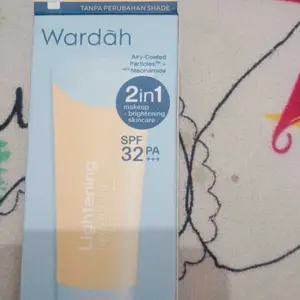 TANPA PERUBAHAN SHADE
Wardah
Airy-Coated
Particles™ +
Niacinamide
2in1
makeup
+ brightening
skincare
SPF
32 PA
+++
Lightening